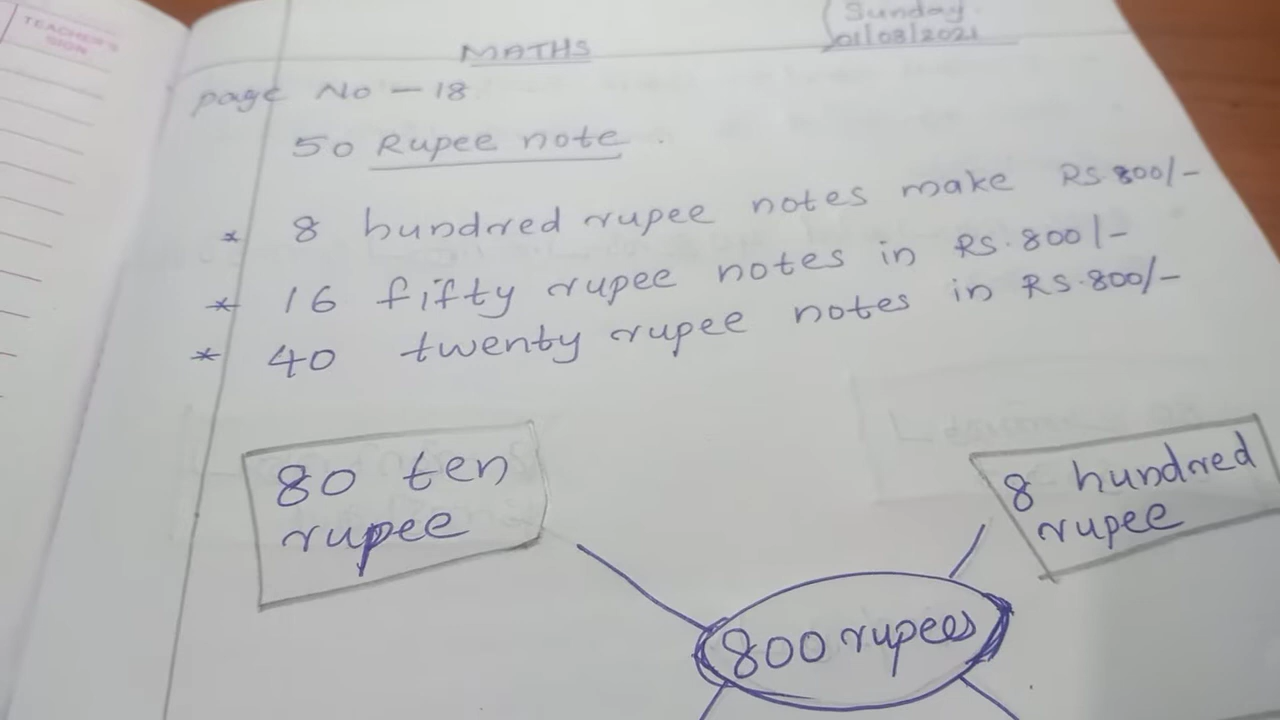 TEACHER'S
SIGN
Sunday
01/08/2021
MATHS
page No - 18
50 Rupee note.
* 8 hundred rupee notes make RS.800/-
* 16 fifty rupee notes in RS.800/-
* 40 twenty rupee notes in RS.800/-
80 ten
rupee
8 hundred
rupee
800 rupees